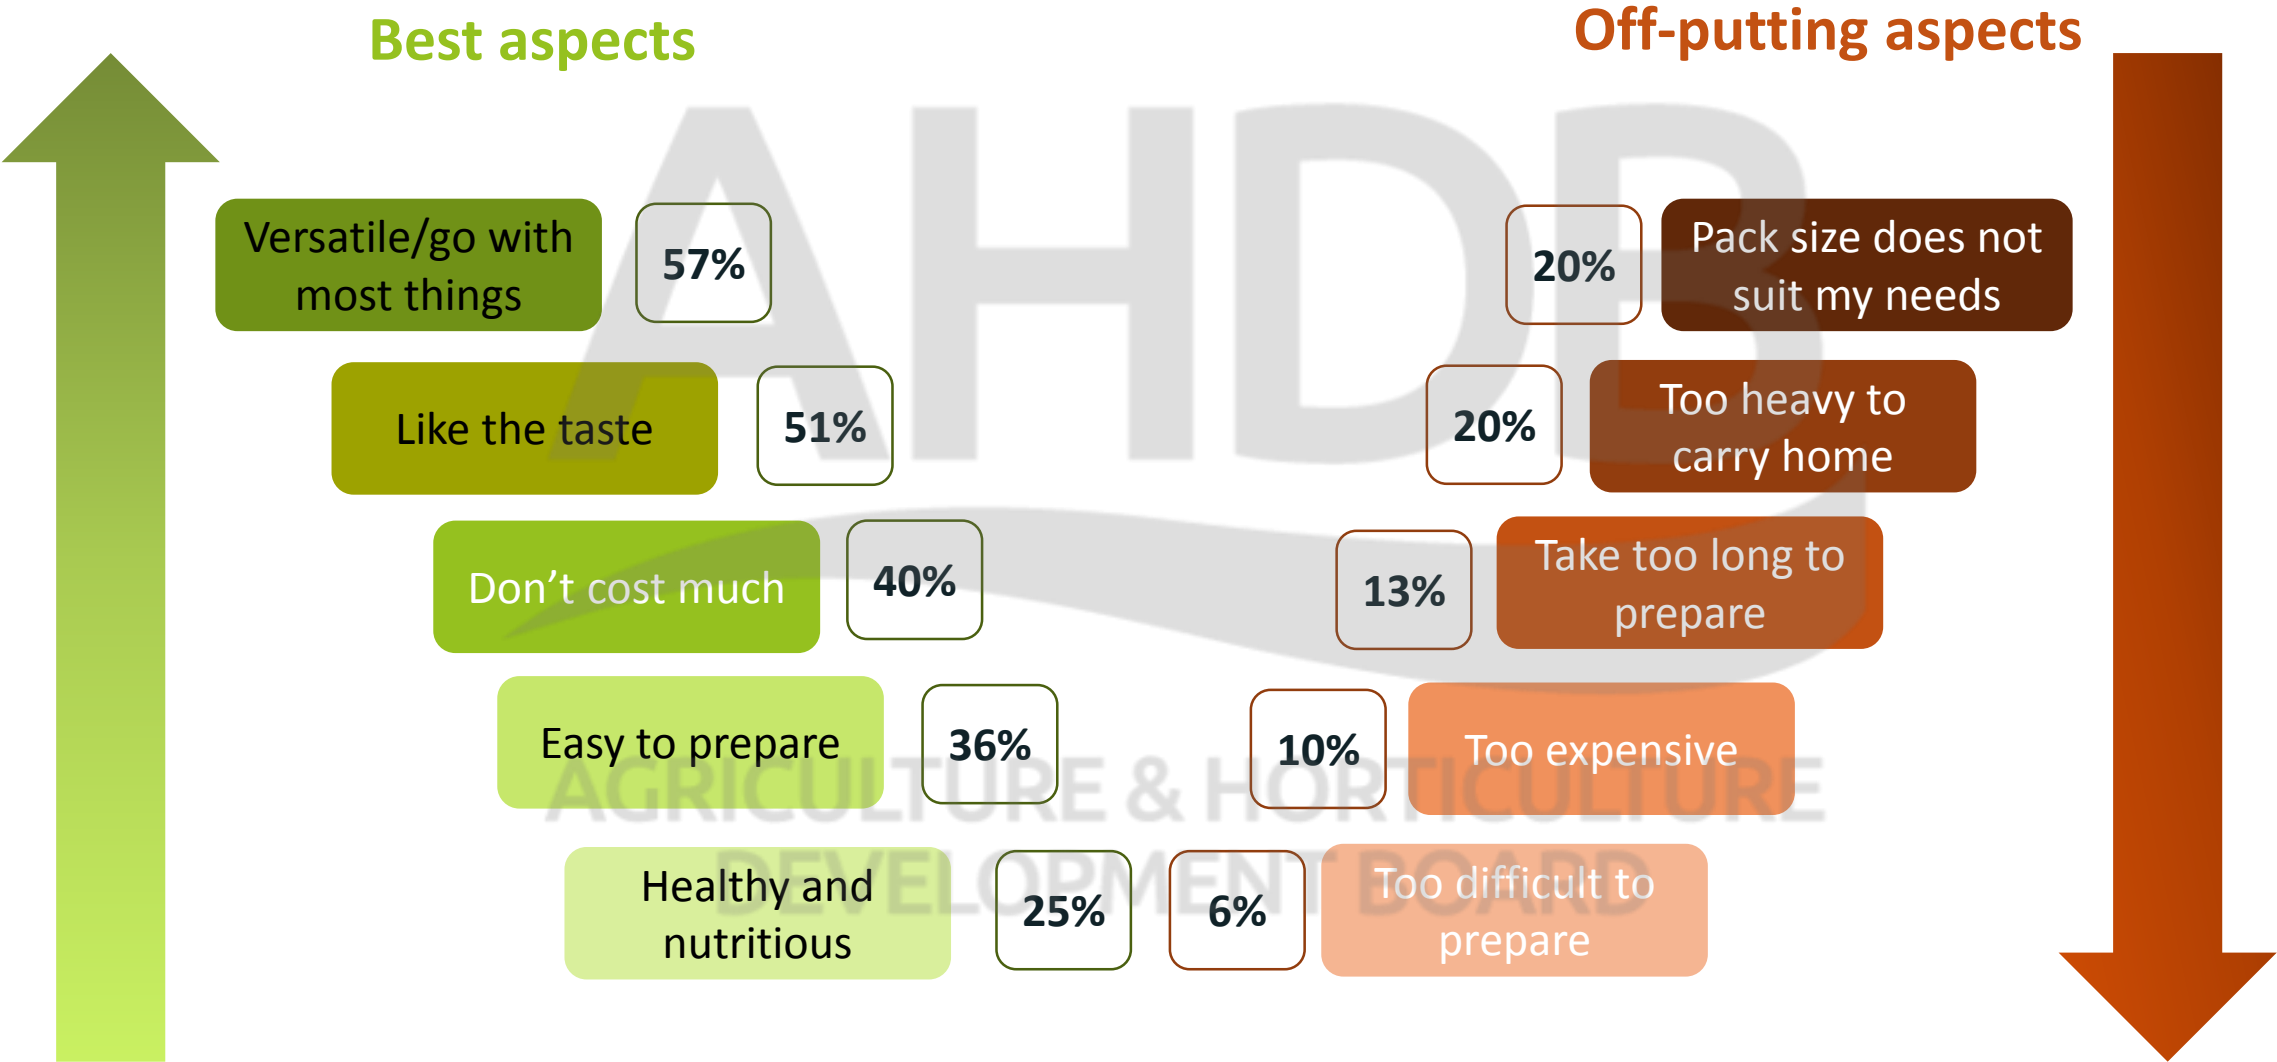 Best aspects
Versatile/go with
most things
57%
Like the taste
51%
Don't cost much
40%
Easy to prepare
36%
Healthy and
nutritious
25%
Off-putting aspects
20%
Pack size does not
suit my needs
20%
Too heavy to
carry home
13%
Take too long to
prepare
10%
Too expensive
6%
Too difficult to
prepare
AHDB
AGRICULTURE & HORTICULTURE
DEVELOPMENT BOARD